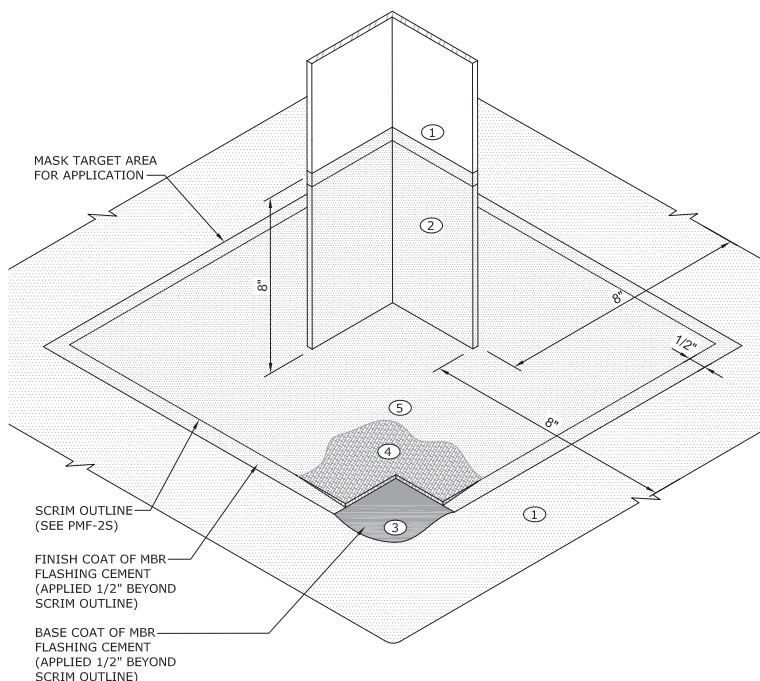 1
MASK TARGET AREA
FOR APPLICATION
2
8"
8"
1/2"
5
8"
4
SCRIM OUTLINE
(SEE PMF-2S)
1
3
FINISH COAT OF MBR
FLASHING CEMENT
(APPLIED 1/2" BEYOND
SCRIM OUTLINE)
BASE COAT OF MBR
FLASHING CEMENT
(APPLIED 1/2" BEYOND
SCRIM OUTLINE)